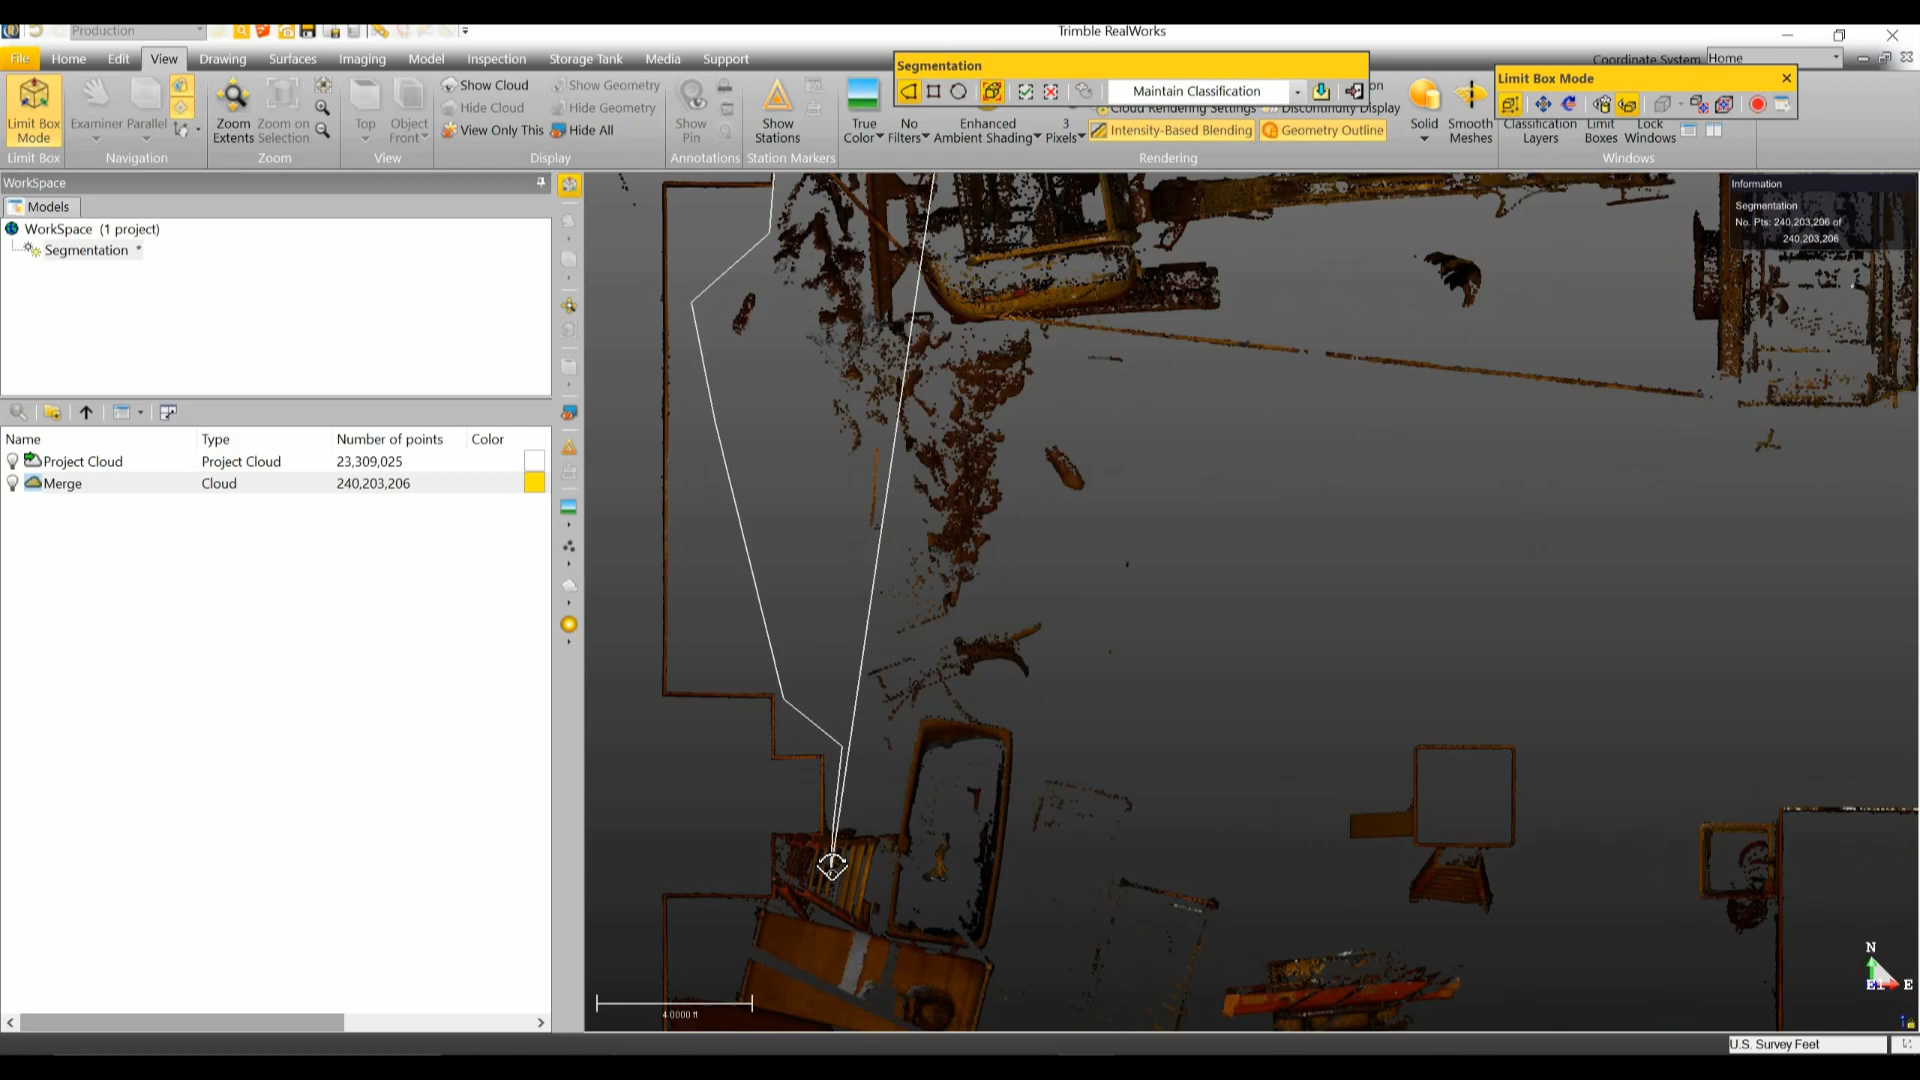 Production
Trimble RealWorks
File
Home
Edit
View
Drawing
Surfaces
Imaging
Model
Inspection
Storage Tank
Media
Support
Coordinate System
Home
Segmentation
Maintain Classification
Limit Box Mode
Limit Box
Mode
Examiner
Parallel
Zoom
Extents
Zoom on
Selection
Top
Object
Front
Show Cloud
Hide Cloud
View Only This
Show Geometry
Hide Geometry
Hide All
Show
Pin
Show
Stations
True
Color
No
Filters
Enhanced
Ambient Shading
3
Pixels
Cloud Rendering Settings
Discontinuity Display
Intensity-Based Blending
Geometry Outline
Solid
Smooth
Meshes
Classification
Layers
Limit
Boxes
Lock
Windows
Limit Box
Navigation
Zoom
View
Display
Annotations
Station Markers
Rendering
Windows
WorkSpace
Models
WorkSpace (1 project)
Segmentation *
Name
Type
Number of points
Color
Project Cloud
Project Cloud
23,309,025
Merge
Cloud
240,203,206
Information
Segmentation
No. Pts: 240,203,206 of
240,203,206
4.0000 ft
N
E
U.S. Survey Feet